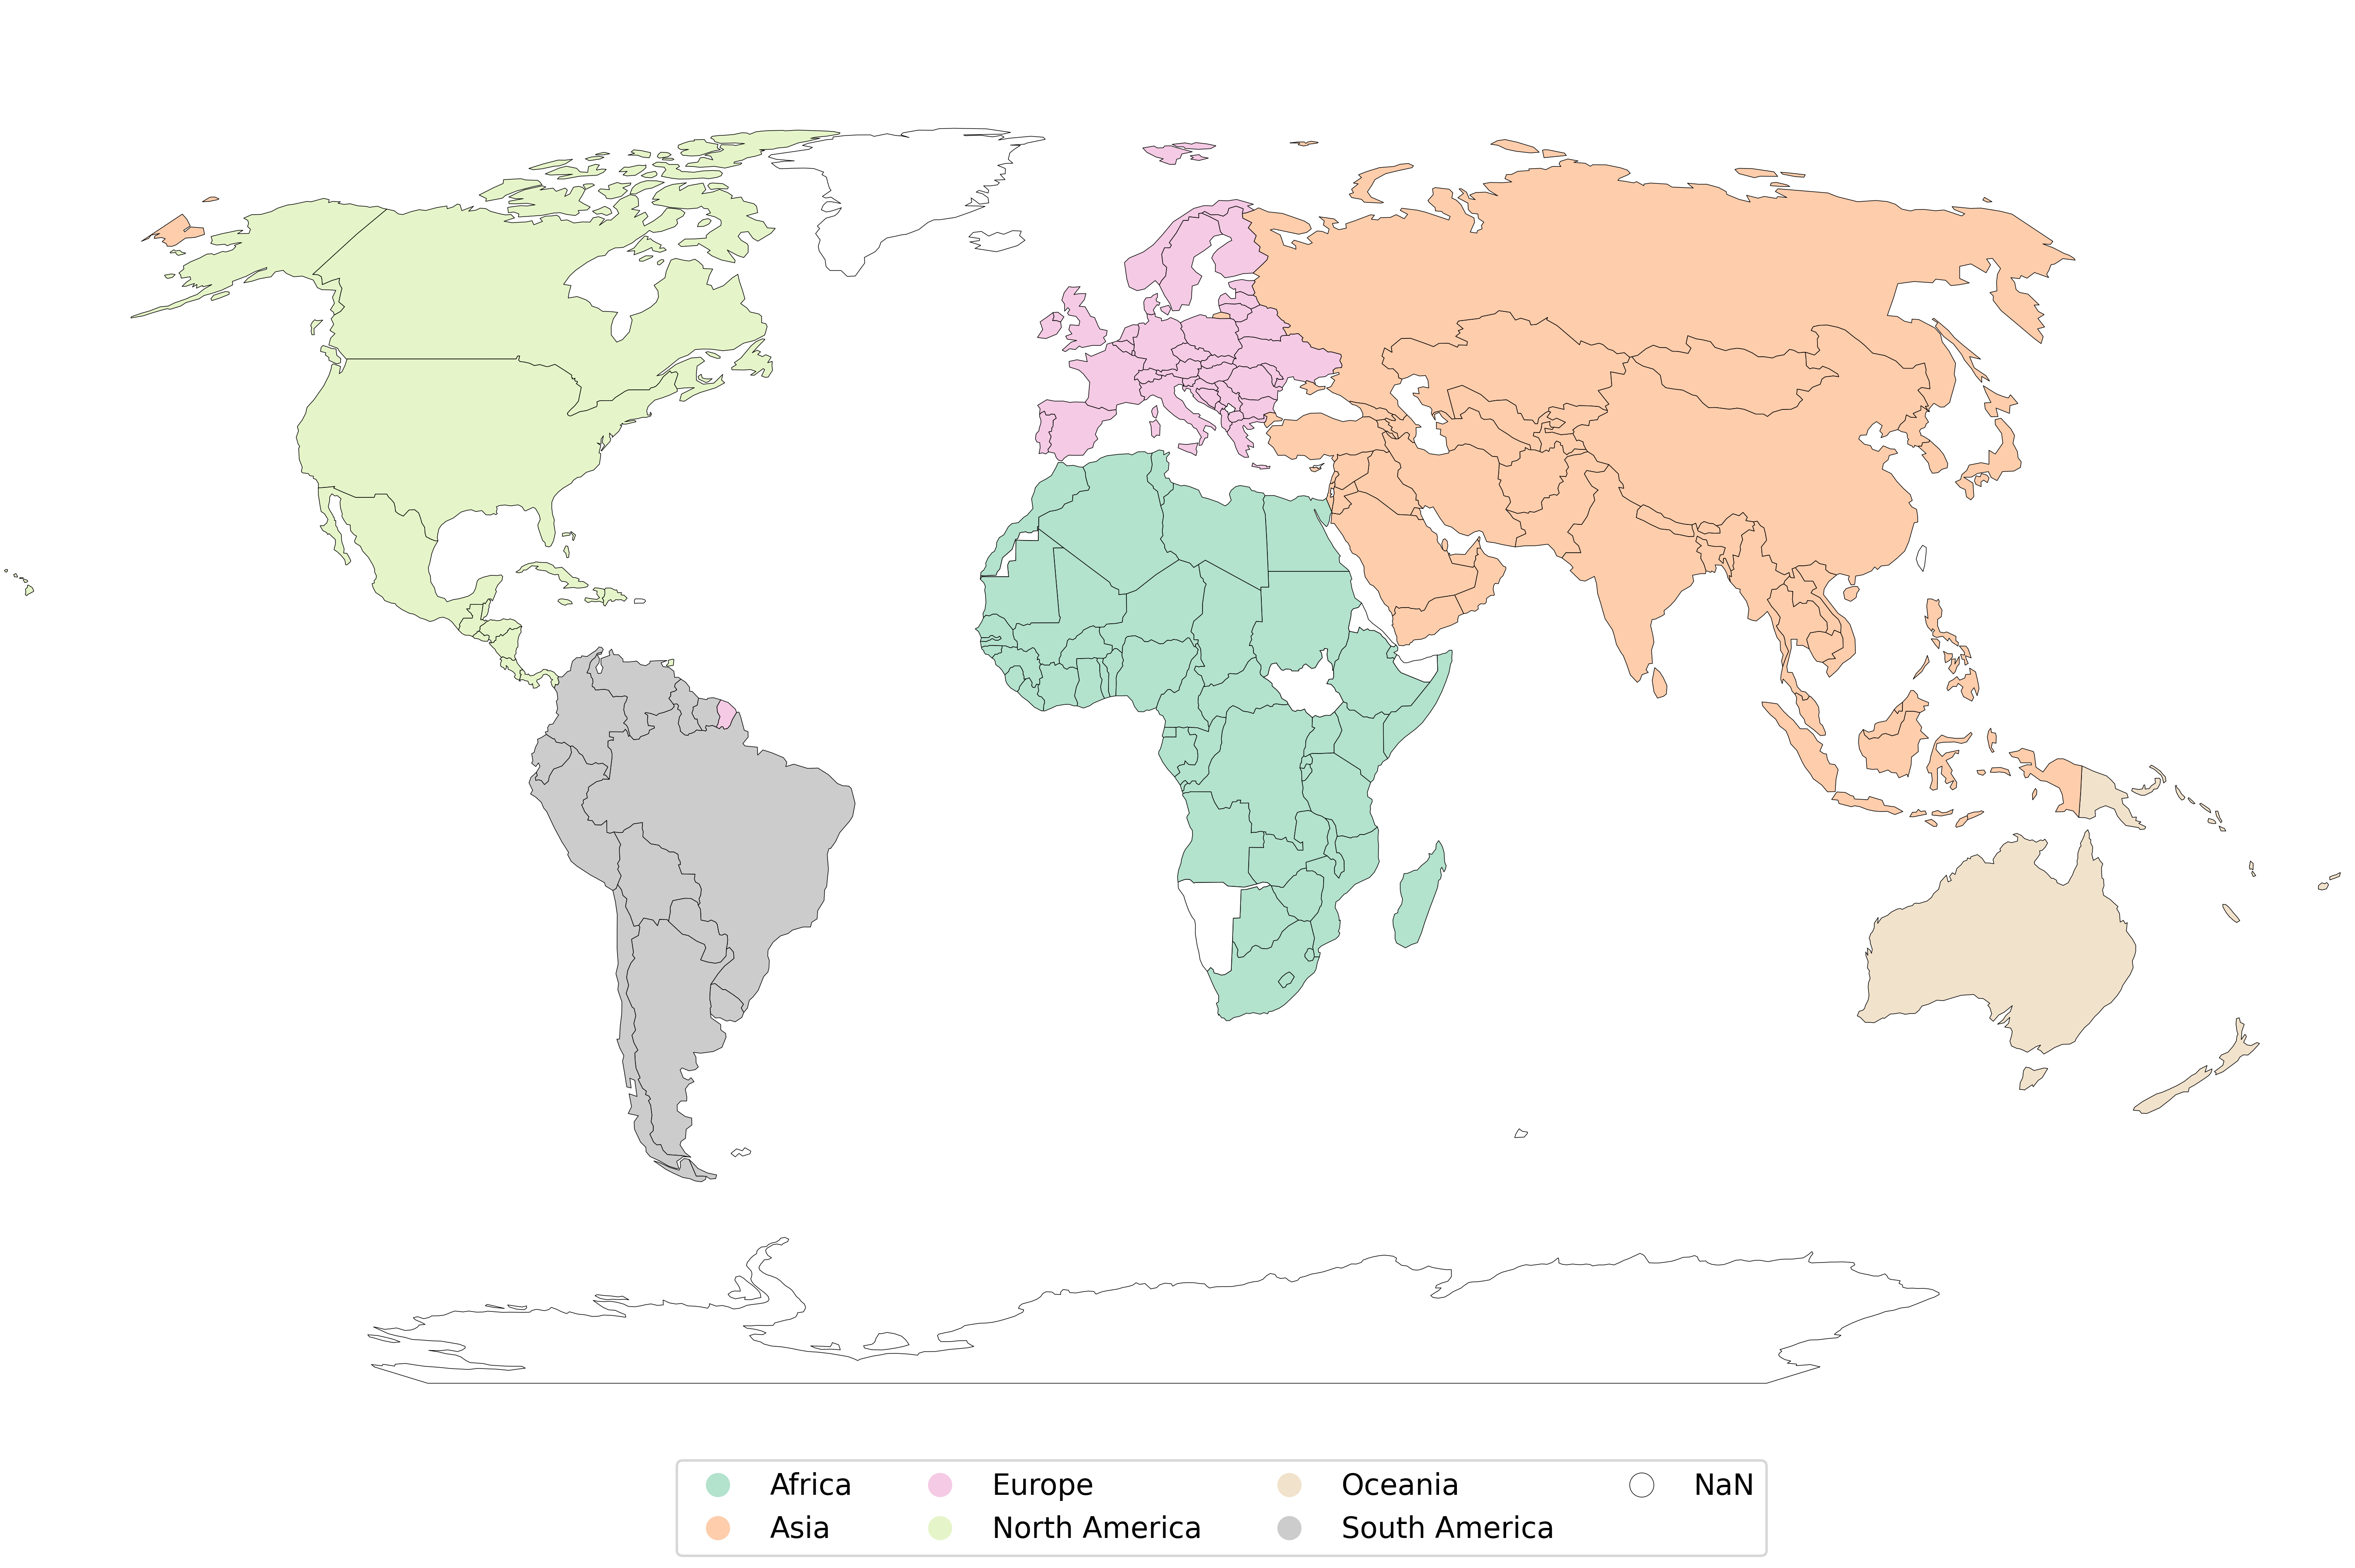 Africa Europe Oceania NaN
Asia North America South America